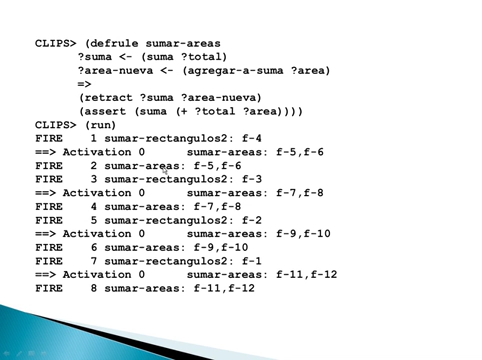 CLIPS> (defrule sumar-areas
?suma <- (suma ?total)
?area-nueva <- (agregar-a-suma ?area)
=>
(retract ?suma ?area-nueva)
(assert (suma (+ ?total ?area))))
CLIPS> (run)
FIRE 1 sumar-rectangulos2: f-4
==> Activation 0 sumar-areas: f-5,f-6
FIRE 2 sumar-areas: f-5,f-6
FIRE 3 sumar-rectangulos2: f-3
==> Activation 0 sumar-areas: f-7,f-8
FIRE 4 sumar-areas: f-7,f-8
FIRE 5 sumar-rectangulos2: f-2
==> Activation 0 sumar-areas: f-9,f-10
FIRE 6 sumar-areas: f-9,f-10
FIRE 7 sumar-rectangulos2: f-1
==> Activation 0 sumar-areas: f-11,f-12
FIRE 8 sumar-areas: f-11,f-12